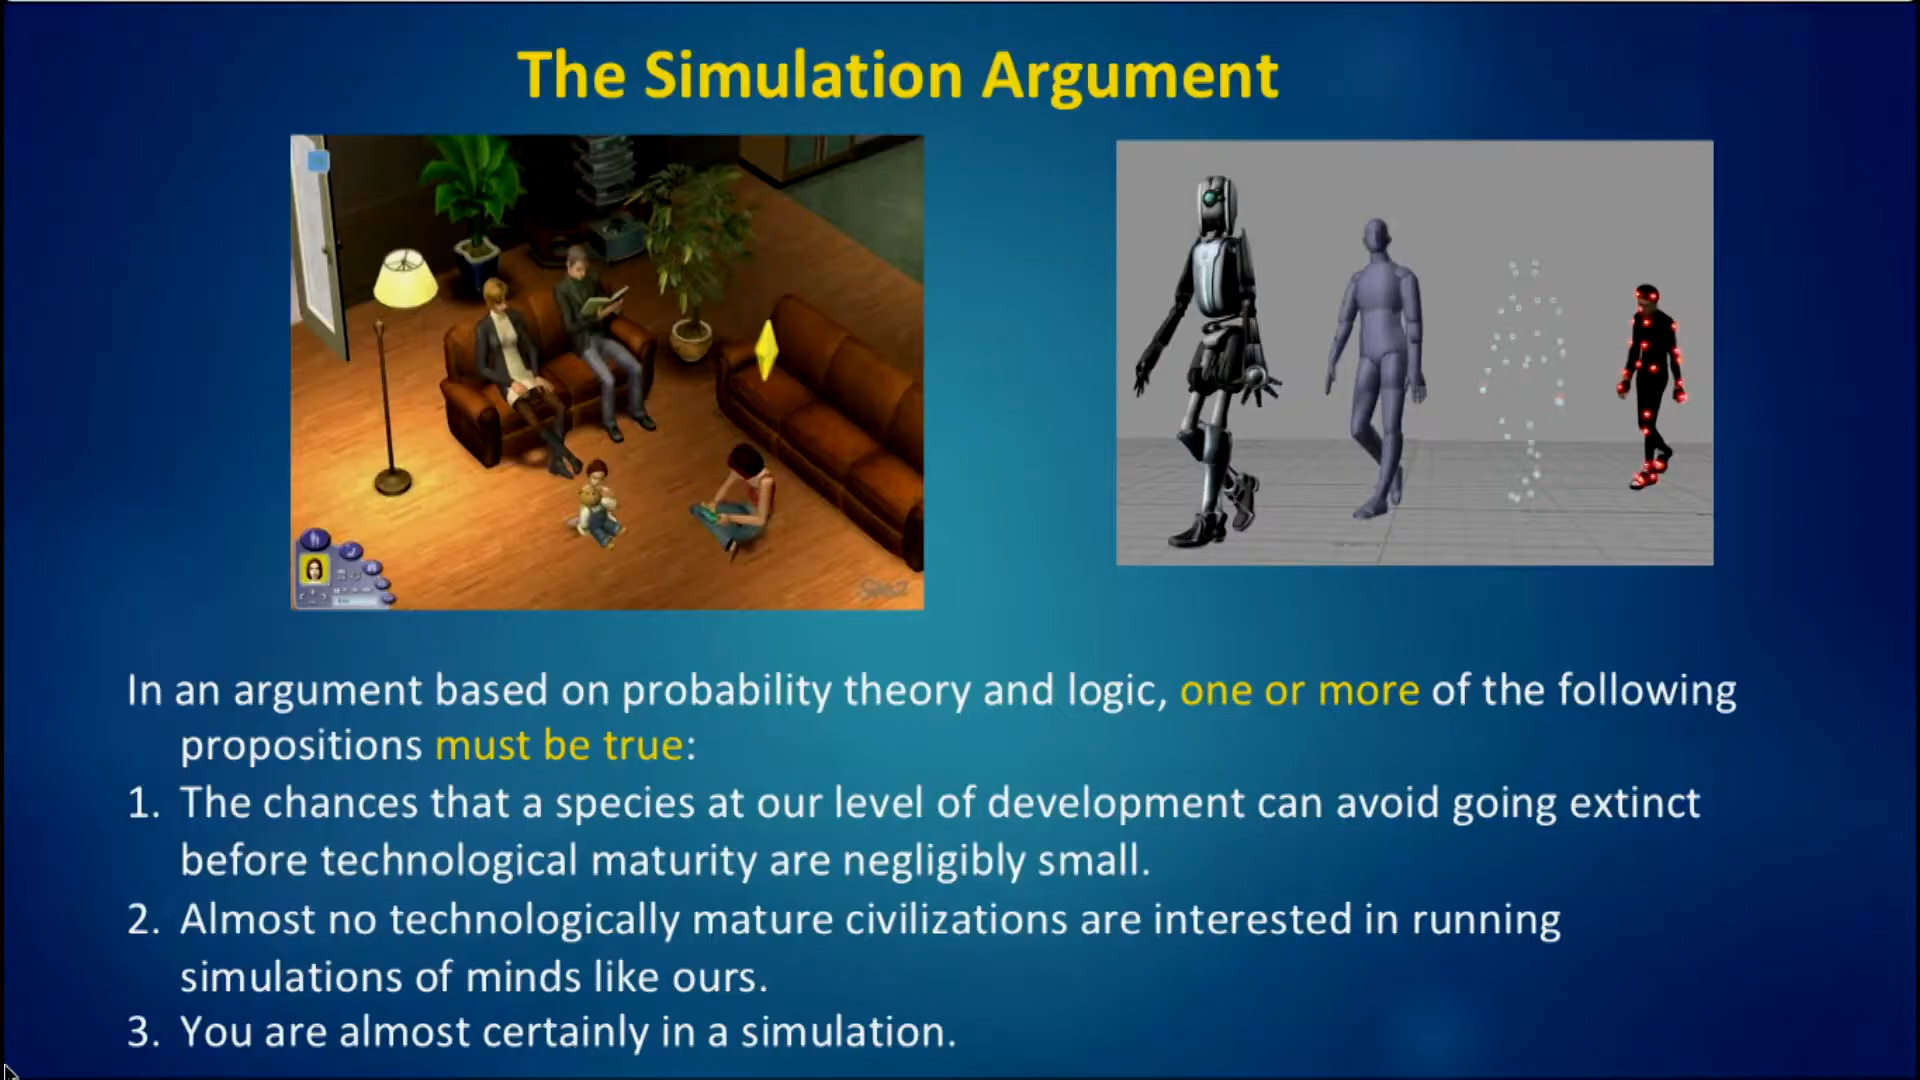 The Simulation Argument
In an argument based on probability theory and logic, one or more of the following
propositions must be true:
1. The chances that a species at our level of development can avoid going extinct
before technological maturity are negligibly small.
2. Almost no technologically mature civilizations are interested in running
simulations of minds like ours.
3. You are almost certainly in a simulation.